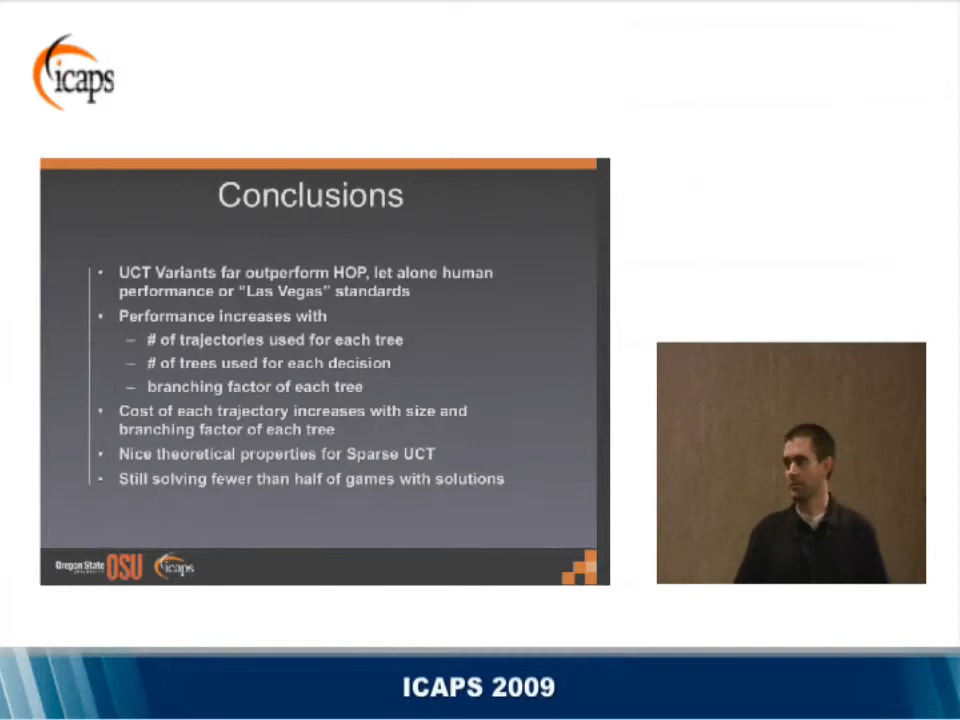 icaps
Conclusions
• UCT Variants far outperform HOP, let alone human
performance or "Las Vegas" standards
• Performance increases with
– # of trajectories used for each tree
– # of trees used for each decision
– branching factor of each tree
• Cost of each trajectory increases with size and
branching factor of each tree
• Nice theoretical properties for Sparse UCT
• Still solving fewer than half of games with solutions
Oregon State OSU icaps
ICAPS 2009